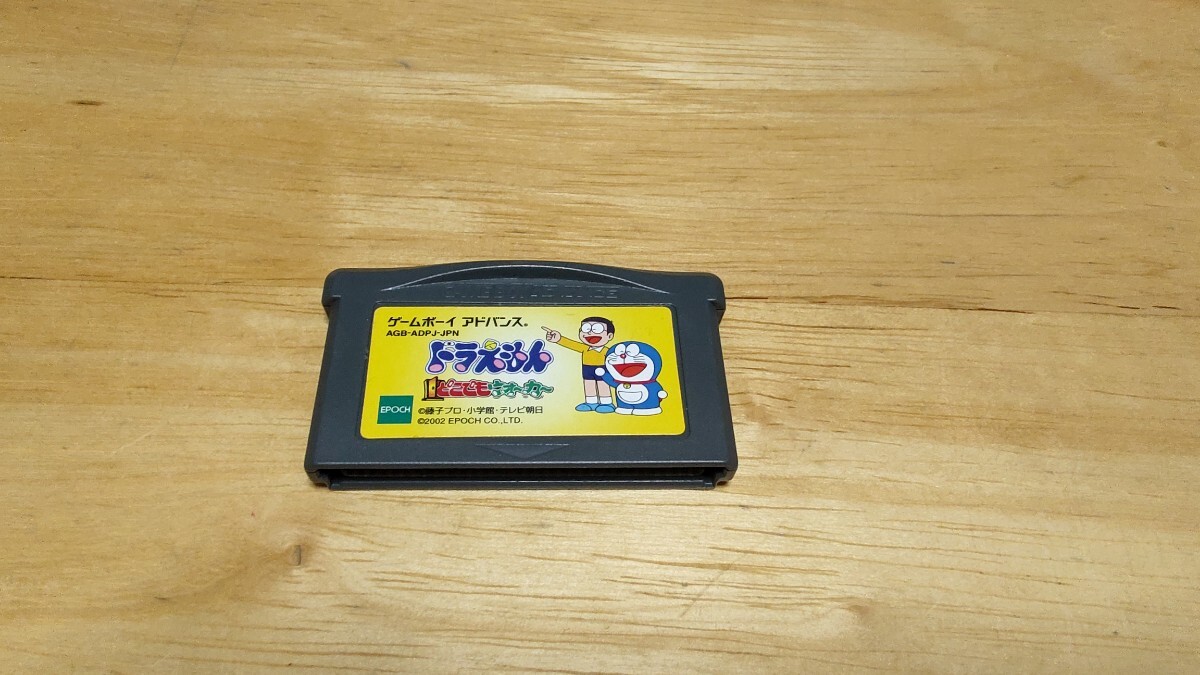 ゲームボーイ アドバンス®
AGB-ADPJ-JPN
ドラえもん
どこでもウォーカー
EPOCH
©藤子プロ・小学館・テレビ朝日
©2002 EPOCH CO.,LTD.